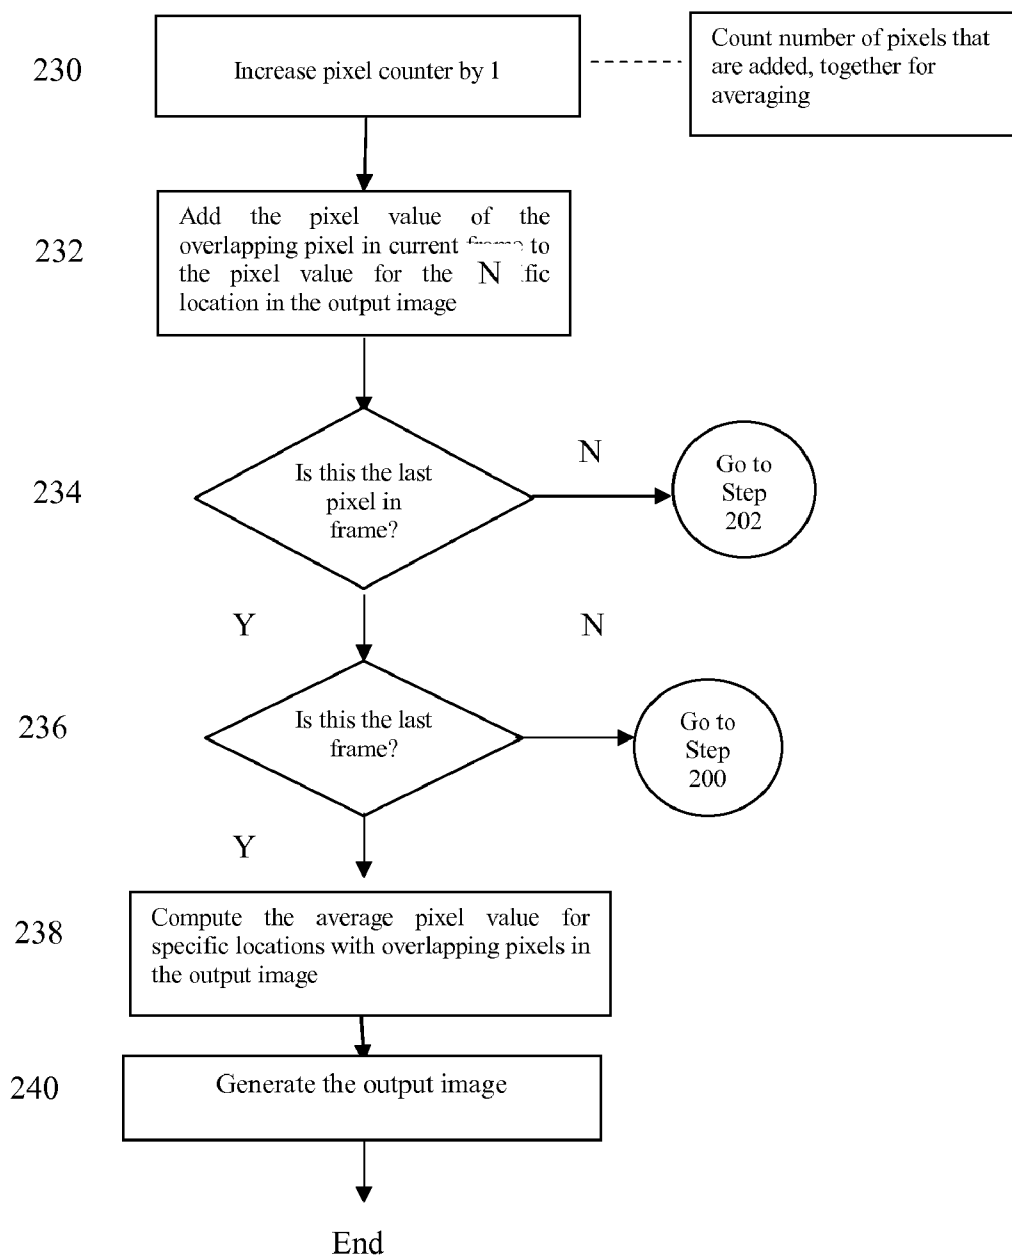 230
Increase pixel counter by 1
Count number of pixels that
are added, together for
averaging
232
Add the pixel value of the
overlapping pixel in current to
the pixel value for the N
location in the output image
234
Is this the last
pixel in
frame?
N
Go to
Step
202
Y
N
236
Is this the last
frame?
Go to
Step
200
Y
238
Compute the average pixel value for
specific locations with overlapping pixels in
the output image
240
Generate the output image
End